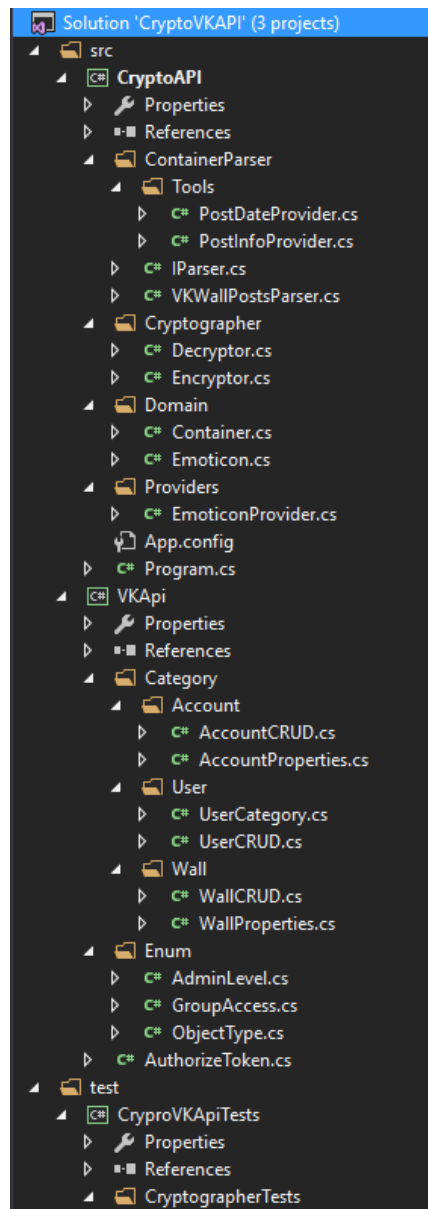 Solution 'CryptoVKAPI' (3 projects)
src
C# CryptoAPI
Properties
References
ContainerParser
Tools
C# PostDateProvider.cs
C# PostInfoProvider.cs
C# IParser.cs
C# VKWallPostsParser.cs
Cryptographer
C# Decryptor.cs
C# Encryptor.cs
Domain
C# Container.cs
C# Emoticon.cs
Providers
C# EmoticonProvider.cs
App.config
C# Program.cs
C# VKApi
Properties
References
Category
Account
C# AccountCRUD.cs
C# AccountProperties.cs
User
C# UserCategory.cs
C# UserCRUD.cs
Wall
C# WallCRUD.cs
C# WallProperties.cs
Enum
C# AdminLevel.cs
C# GroupAccess.cs
C# ObjectType.cs
C# AuthorizeToken.cs
test
C# CryproVKApiTests
Properties
References
CryptographerTests